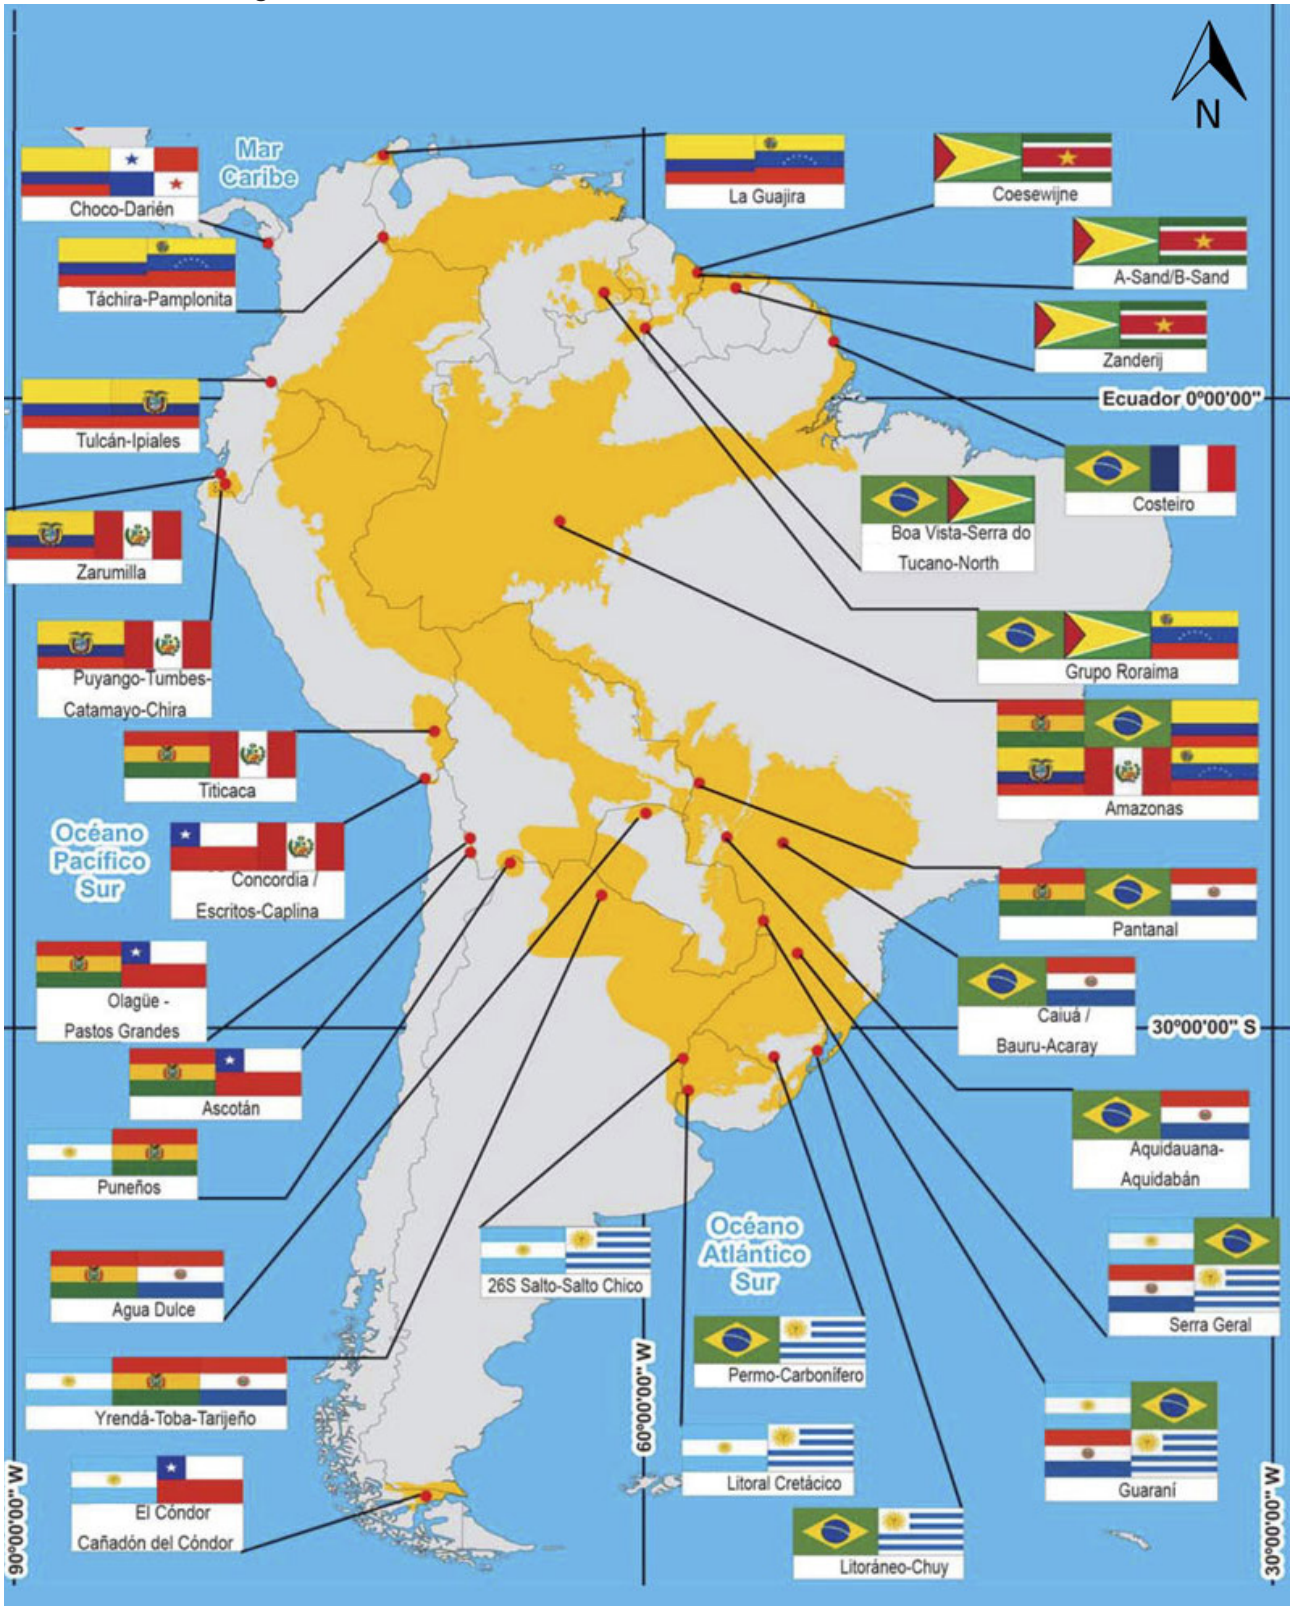 N
Mar
Caribe
Choco-Darién
La Guajira
Coesewijne
A-Sand/B-Sand
Táchira-Pamplonita
Zanderij
Ecuador 0º00'00"
Tulcán-Ipiales
Costeiro
Boa Vista-Serra do
Tucano-North
Zarumilla
Grupo Roraima
Puyango-Tumbes-
Catamayo-Chira
Titicaca
Amazonas
Océano
Pacífico
Sur
Concordia /
Escritos-Caplina
Pantanal
Olagüe -
Pastos Grandes
Caiuá /
Bauru-Acaray
30º00'00" S
Ascotán
Aquidauana-
Aquidabán
Puneños
Océano
Atlántico
Sur
26S Salto-Salto Chico
Agua Dulce
Serra Geral
Permo-Carbonífero
Yrendá-Toba-Tarijeño
Litoral Cretácico
Guaraní
El Cóndor
Cañadón del Cóndor
Litoráneo-Chuy
90º00'00" W
60º00'00" W
30º00'00" W